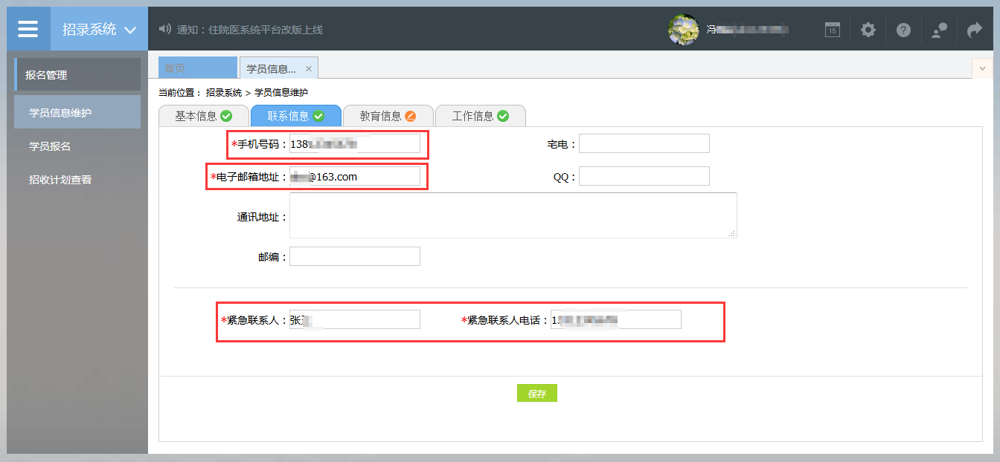 招录系统
通知：住院医系统平台改版上线
冯
15
报名管理
学员信息维护
学员报名
招收计划查看
首页
学员信息...
当前位置： 招录系统 > 学员信息维护
基本信息
联系信息
教育信息
工作信息
*手机号码：138
宅电：
*电子邮箱地址：@163.com
QQ：
通讯地址：
邮编：
*紧急联系人：张
*紧急联系人电话：1
保存